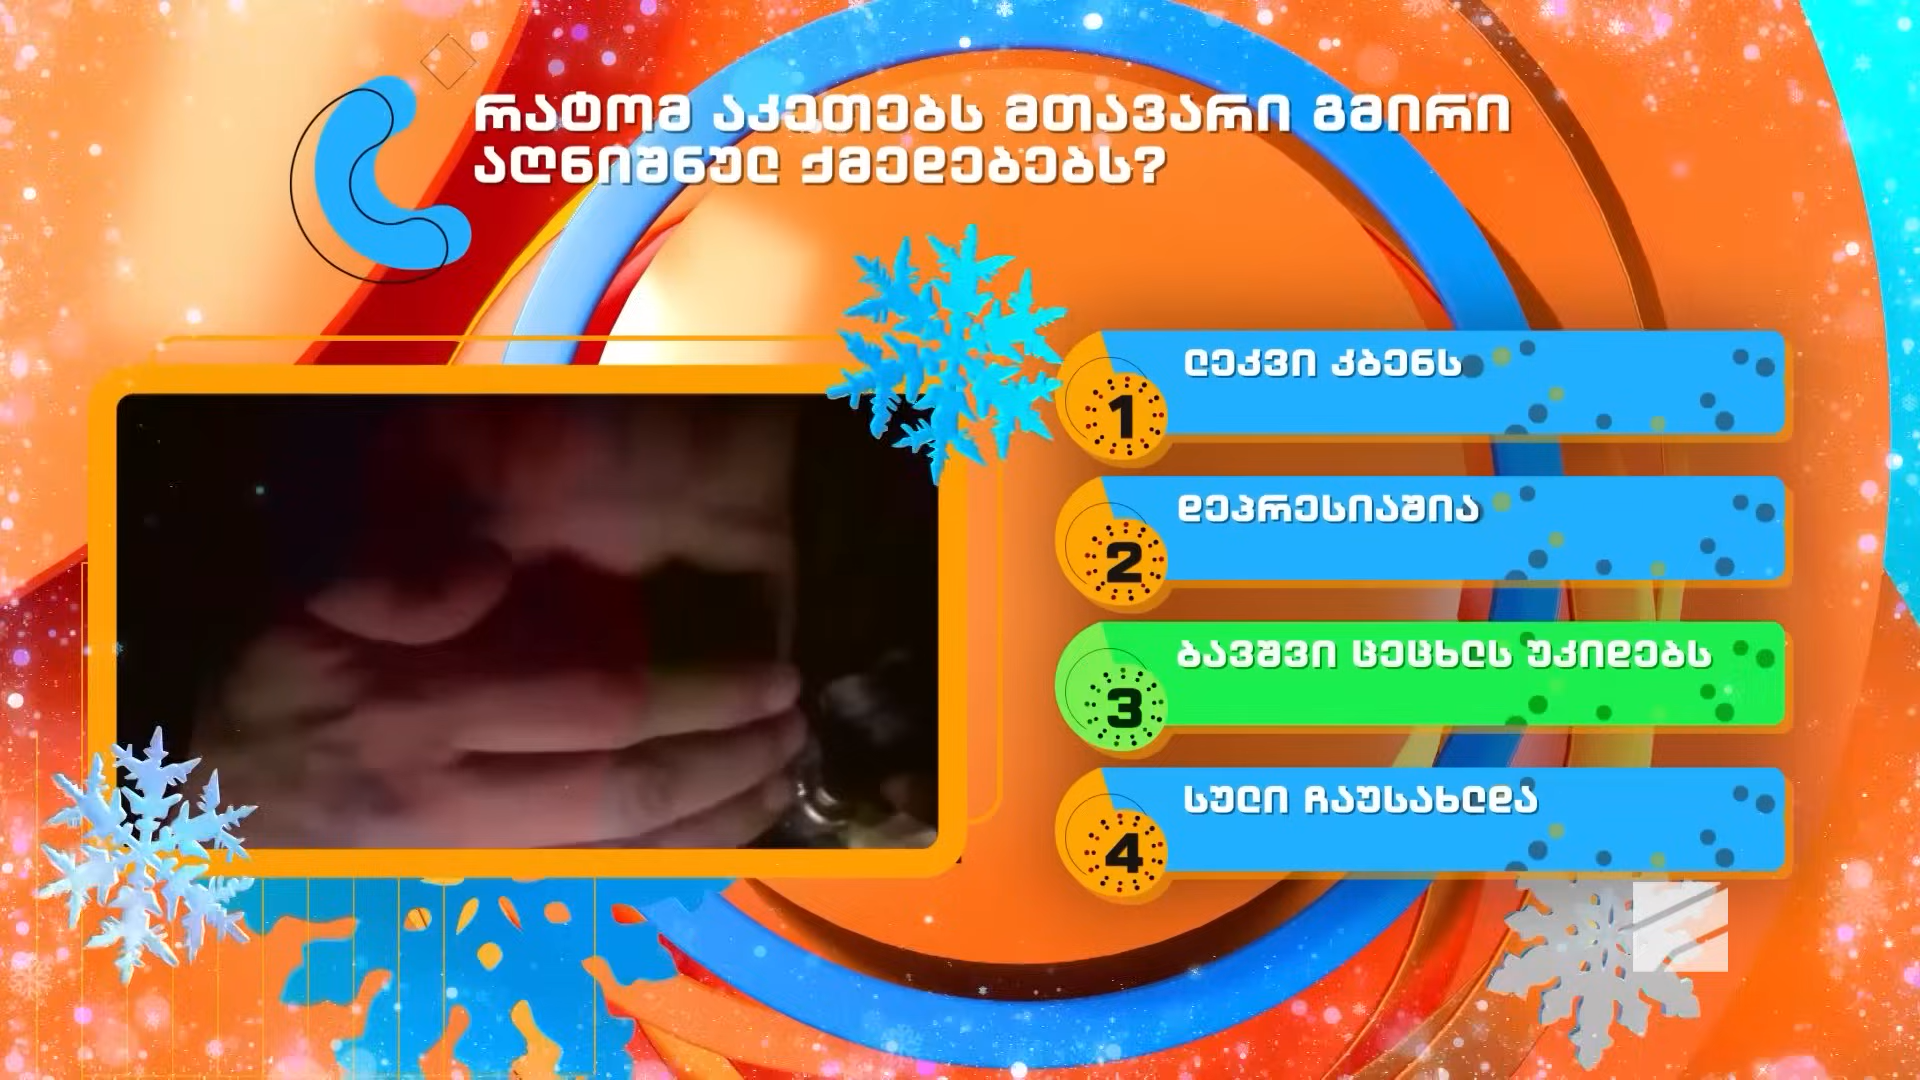 რატომ აკეთებს მთავარი გმირი
აღნიშნულ ქმედებებს?
1
ლეკვი კბენს
2
დეპრესიაშია
3
ბავშვი ცეცხლს უკიდებს
4
სული ჩაუსახლდა